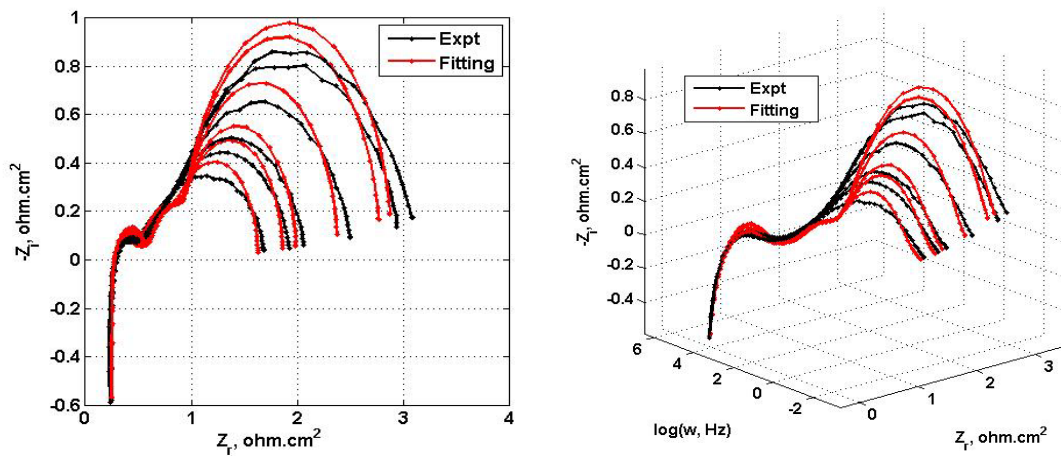 1
0.8
0.6
0.4
0.2
0
-0.2
-0.4
-0.6
-Zi, ohm.cm2
0 1 2 3 4
Zr, ohm.cm2
Expt
Fitting
0.8
0.6
0.4
0.2
0
-0.2
-0.4
-Zi, ohm.cm2
6 4 2 0 -2
log(w, Hz)
0 1 2 3
Zr, ohm.cm2
Expt
Fitting